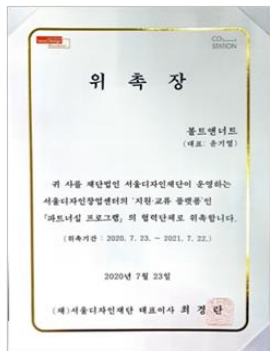 CO:
STATION
위촉장
볼트앤너트
(대표: 윤기열)
귀 사를 재단법인 서울디자인재단이 운영하는
서울디자인창업센터의 '지원·교류 플랫폼'인
『파트너십 프로그램』의 협력단체로 위촉합니다.
(위촉기간 : 2020. 7. 23. ~ 2021. 7. 22.)
2020년 7월 23일
(재)서울디자인재단 대표이사 최경란